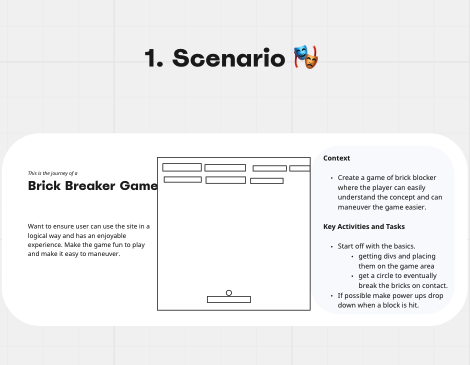 1. Scenario 🎭
This is the journey of a
Brick Breaker Game
Want to ensure user can use the site in a
logical way and has an enjoyable
experience. Make the game fun to play
and make it easy to maneuver.
Context
• Create a game of brick blocker
where the player can easily
understand the concept and can
maneuver the game easier.
Key Activities and Tasks
• Start off with the basics.
• getting divs and placing
them on the game area
• get a circle to eventually
break the bricks on contact.
• If possible make power ups drop
down when a block is hit.